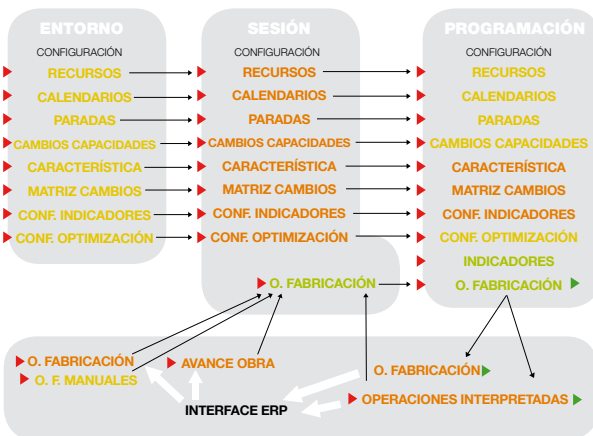 ENTORNO
CONFIGURACIÓN
RECURSOS
CALENDARIOS
PARADAS
CAMBIOS CAPACIDADES
CARACTERÍSTICA
MATRIZ CAMBIOS
CONF. INDICADORES
CONF. OPTIMIZACIÓN
SESIÓN
CONFIGURACIÓN
RECURSOS
CALENDARIOS
PARADAS
CAMBIOS CAPACIDADES
CARACTERÍSTICA
MATRIZ CAMBIOS
CONF. INDICADORES
CONF. OPTIMIZACIÓN
O. FABRICACIÓN
PROGRAMACIÓN
CONFIGURACIÓN
RECURSOS
CALENDARIOS
PARADAS
CAMBIOS CAPACIDADES
CARACTERÍSTICA
MATRIZ CAMBIOS
CONF. INDICADORES
CONF. OPTIMIZACIÓN
INDICADORES
O. FABRICACIÓN
O. FABRICACIÓN
O. F. MANUALES
AVANCE OBRA
INTERFACE ERP
O. FABRICACIÓN
OPERACIONES INTERPRETADAS